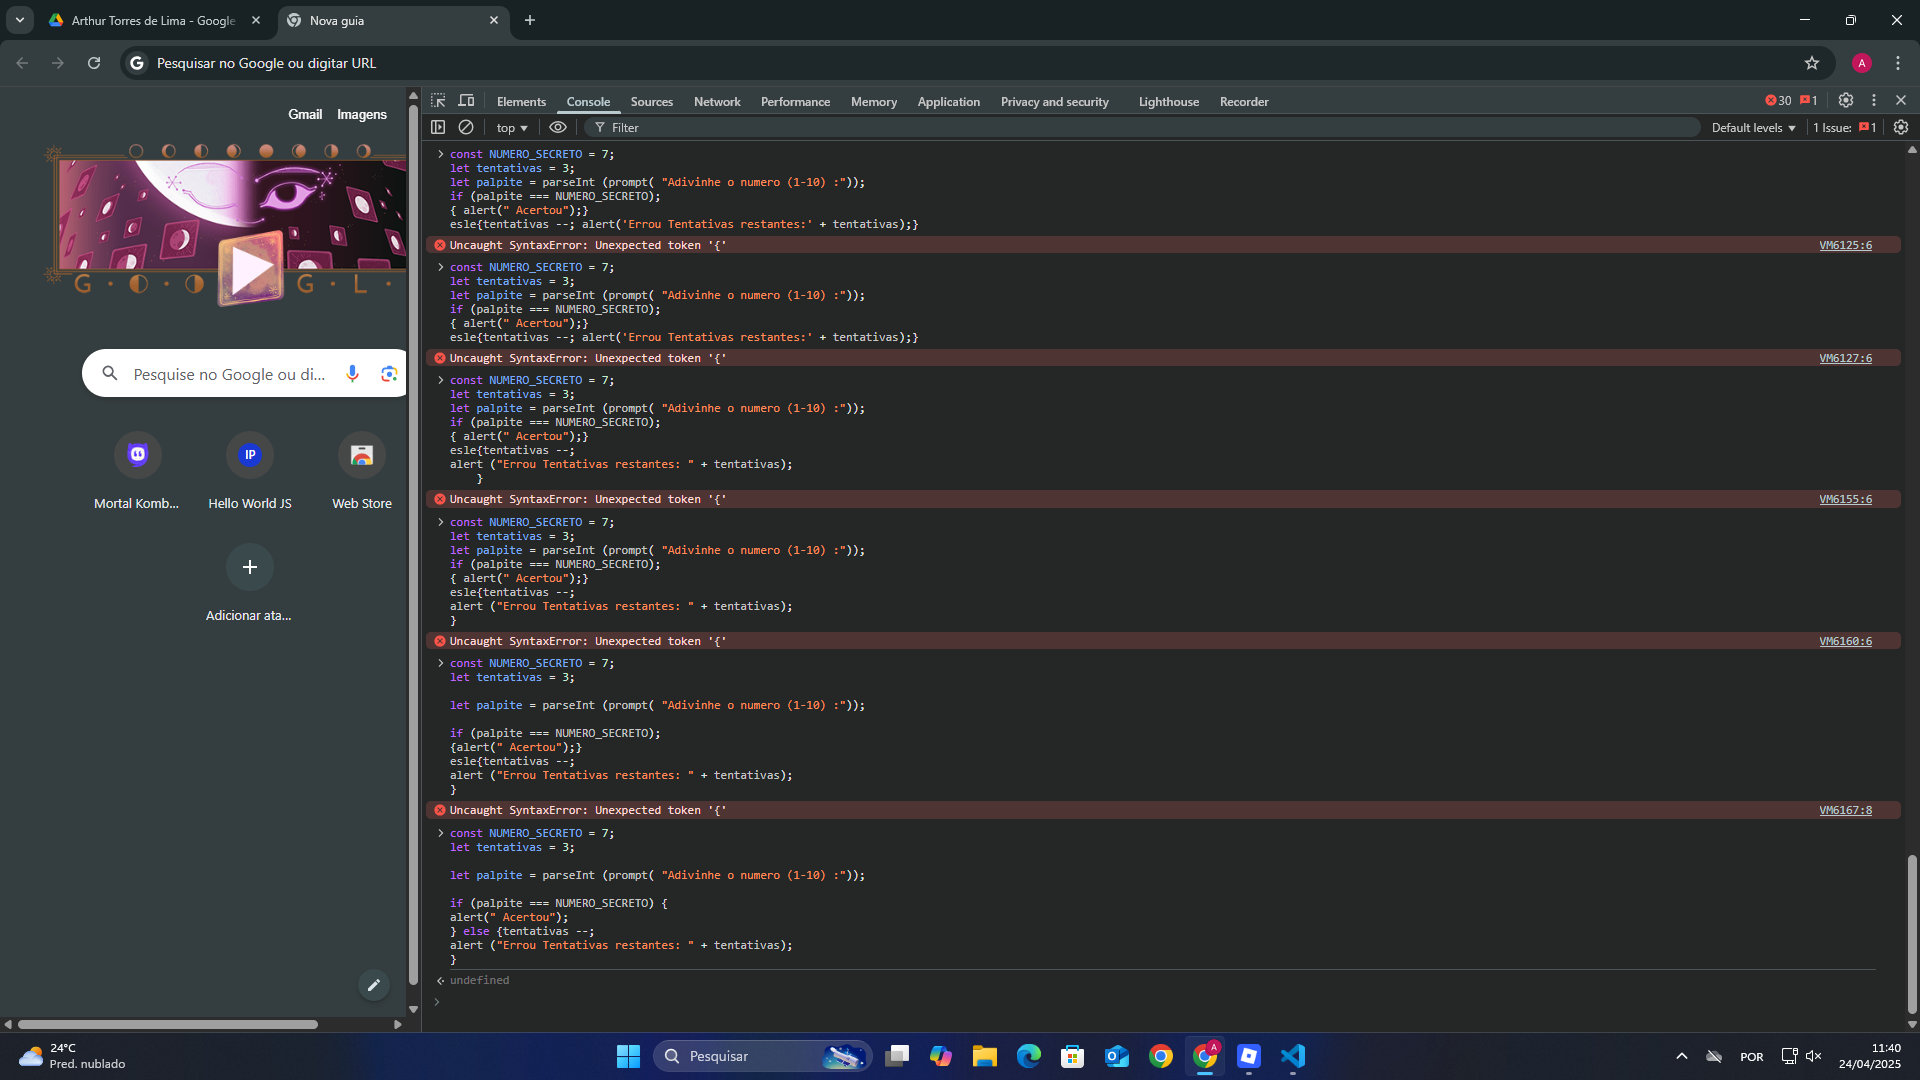 Arthur Torres de Lima - Google
Nova guia
Pesquisar no Google ou digitar URL
A
Gmail
Imagens
G O G L
Pesquise no Google ou di...
IP
Mortal Komb...
Hello World JS
Web Store
Adicionar ata...
Elements
Console
Sources
Network
Performance
Memory
Application
Privacy and security
Lighthouse
Recorder
30
1
top
Filter
Default levels
1 Issue:
1
const NUMERO_SECRETO = 7;
let tentativas = 3;
let palpite = parseInt (prompt( "Adivinhe o numero (1-10) :"));
if (palpite === NUMERO_SECRETO);
{ alert(" Acertou");}
esle{tentativas --; alert('Errou Tentativas restantes:' + tentativas);}
Uncaught SyntaxError: Unexpected token '{'
VM6125:6
const NUMERO_SECRETO = 7;
let tentativas = 3;
let palpite = parseInt (prompt( "Adivinhe o numero (1-10) :"));
if (palpite === NUMERO_SECRETO);
{ alert(" Acertou");}
esle{tentativas --; alert('Errou Tentativas restantes:' + tentativas);}
Uncaught SyntaxError: Unexpected token '{'
VM6127:6
const NUMERO_SECRETO = 7;
let tentativas = 3;
let palpite = parseInt (prompt( "Adivinhe o numero (1-10) :"));
if (palpite === NUMERO_SECRETO);
{ alert(" Acertou");}
esle{tentativas --;
alert ("Errou Tentativas restantes: " + tentativas);
}
Uncaught SyntaxError: Unexpected token '{'
VM6155:6
const NUMERO_SECRETO = 7;
let tentativas = 3;
let palpite = parseInt (prompt( "Adivinhe o numero (1-10) :"));
if (palpite === NUMERO_SECRETO);
{ alert(" Acertou");}
esle{tentativas --;
alert ("Errou Tentativas restantes: " + tentativas);
}
Uncaught SyntaxError: Unexpected token '{'
VM6160:6
const NUMERO_SECRETO = 7;
let tentativas = 3;
let palpite = parseInt (prompt( "Adivinhe o numero (1-10) :"));
if (palpite === NUMERO_SECRETO);
{alert(" Acertou");}
esle{tentativas --;
alert ("Errou Tentativas restantes: " + tentativas);
}
Uncaught SyntaxError: Unexpected token '{'
VM6167:8
const NUMERO_SECRETO = 7;
let tentativas = 3;
let palpite = parseInt (prompt( "Adivinhe o numero (1-10) :"));
if (palpite === NUMERO_SECRETO) {
alert(" Acertou");
} else {tentativas --;
alert ("Errou Tentativas restantes: " + tentativas);
}
undefined
24°C
Pred. nublado
Pesquisar
A
POR
11:40
24/04/2025